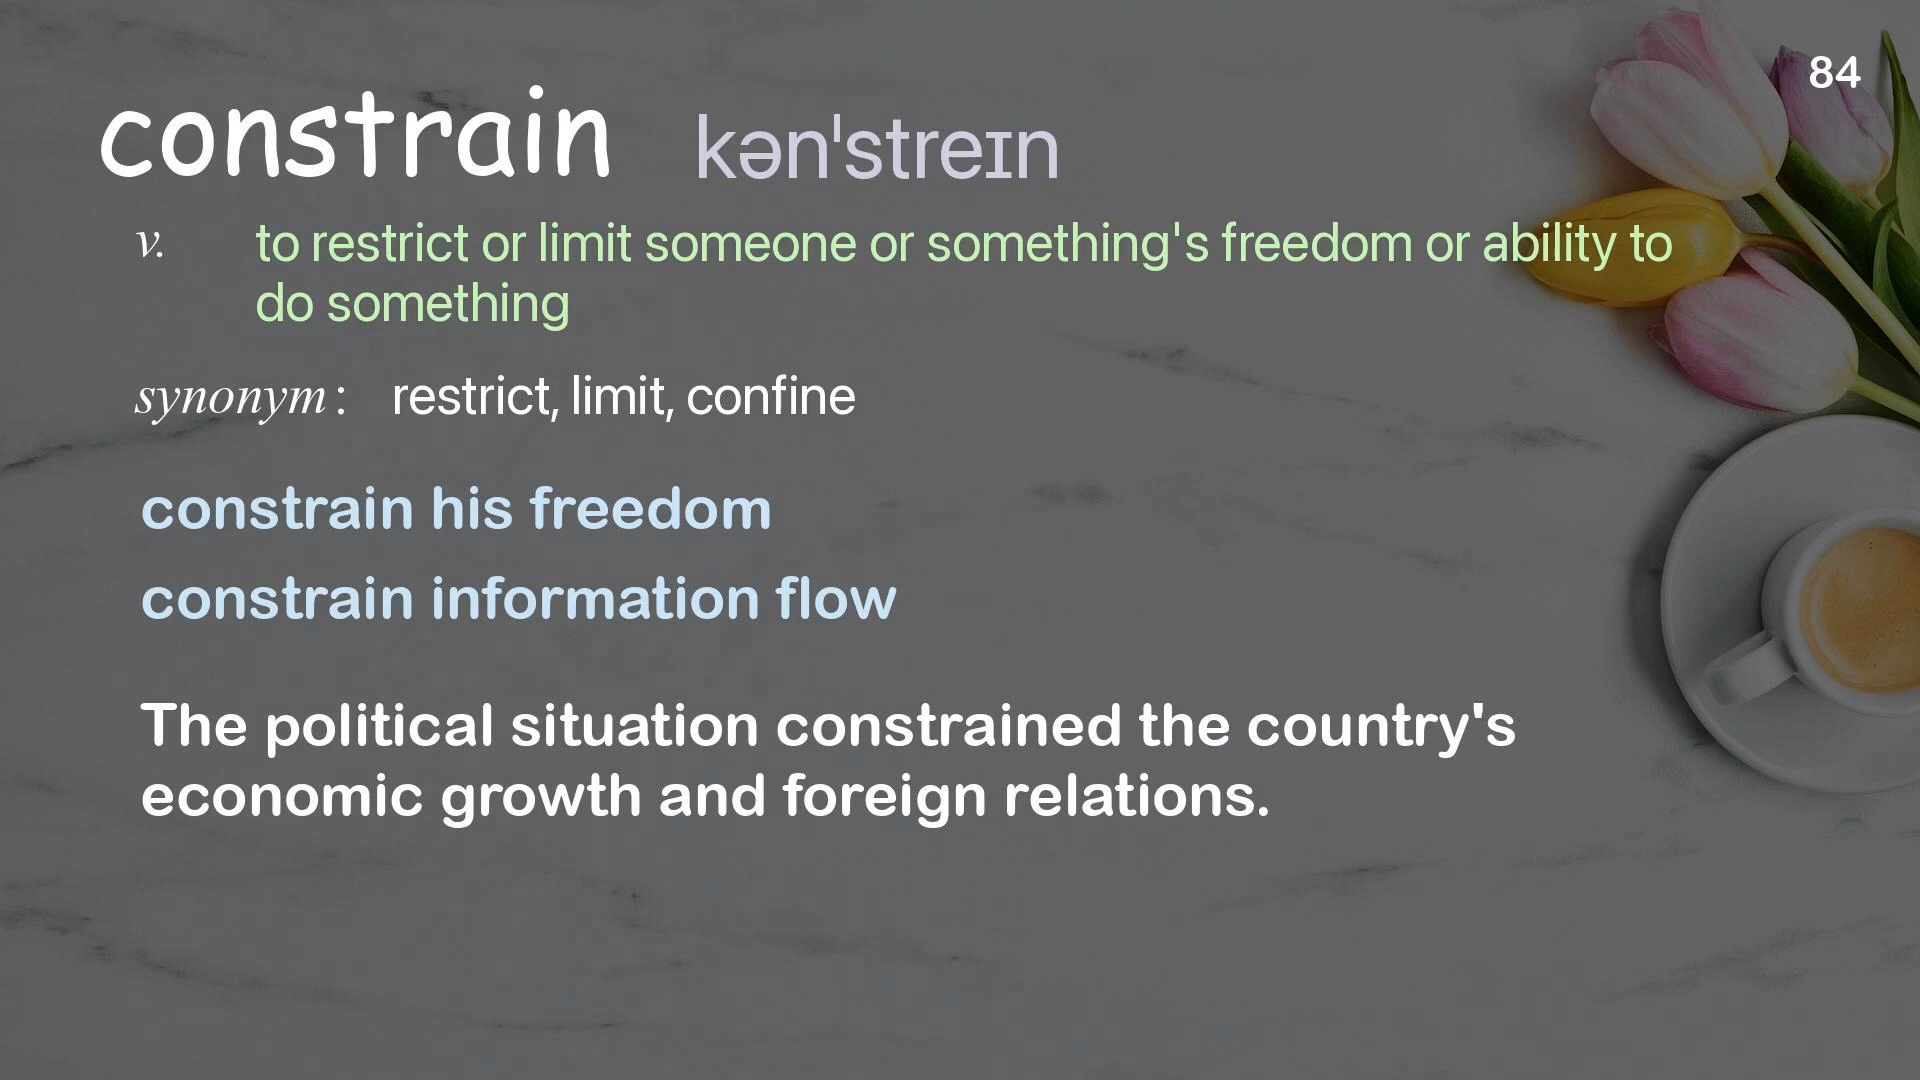 84
constrain kən'streɪn
v. to restrict or limit someone or something's freedom or ability to
do something
synonym : restrict, limit, confine
constrain his freedom
constrain information flow
The political situation constrained the country's
economic growth and foreign relations.